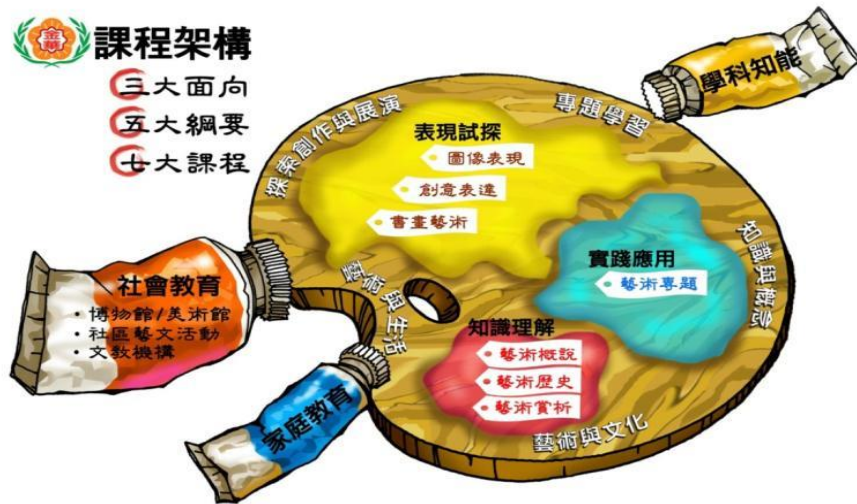 金華
課程架構
三大面向
五大綱要
七大課程
探索創作與展演
專題學習
學科知能
表現試探
圖像表現
創意表達
書畫藝術
藝術與生活
實踐應用
藝術專題
知識與概念
社會教育
・博物館/美術館
・社區藝文活動
・文教機構
知識理解
藝術概說
藝術歷史
藝術賞析
家庭教育
藝術與文化